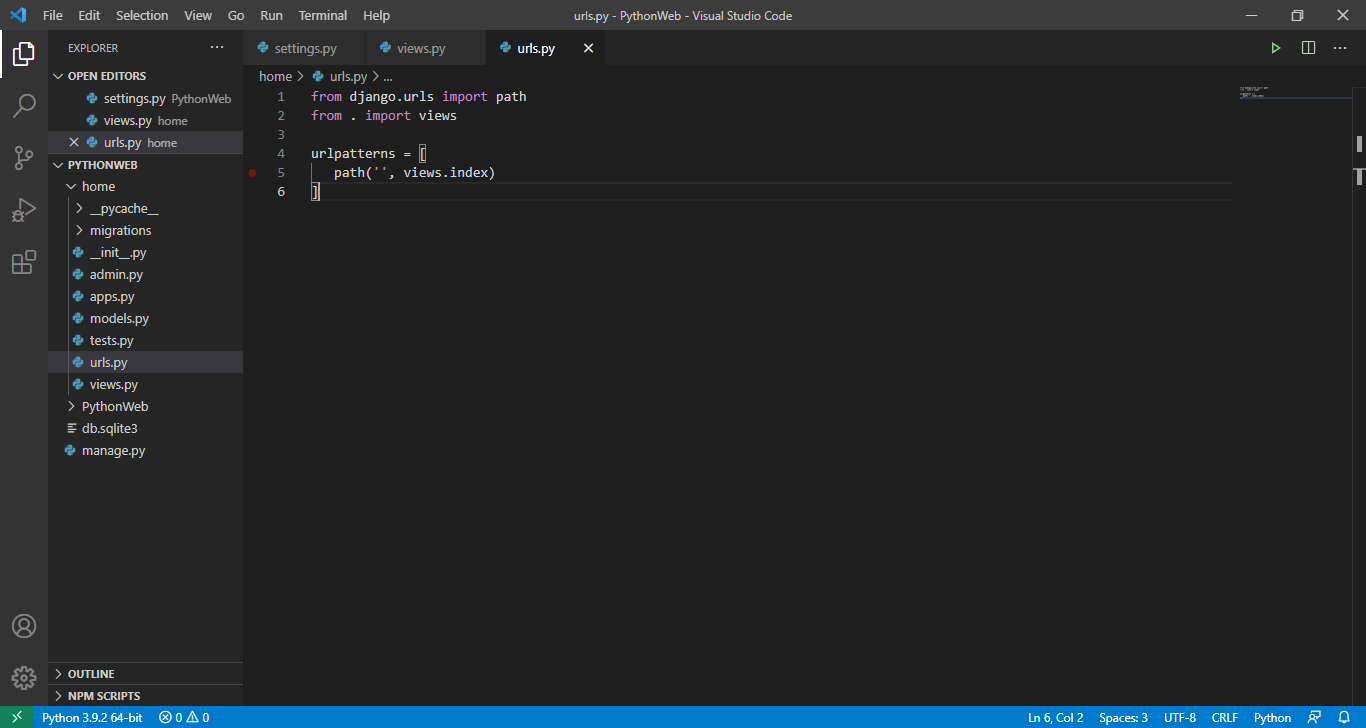 File Edit Selection View Go Run Terminal Help urls.py - PythonWeb - Visual Studio Code
EXPLORER
OPEN EDITORS
settings.py PythonWeb
views.py home
urls.py home
PYTHONWEB
home
__pycache__
migrations
__init__.py
admin.py
apps.py
models.py
tests.py
urls.py
views.py
PythonWeb
db.sqlite3
manage.py
OUTLINE
NPM SCRIPTS
settings.py views.py urls.py
home > urls.py > ...
1 from django.urls import path
2 from . import views
3
4 urlpatterns = [
5 path('', views.index)
6 ]
Python 3.9.2 64-bit 0 0 Ln 6, Col 2 Spaces: 3 UTF-8 CRLF Python